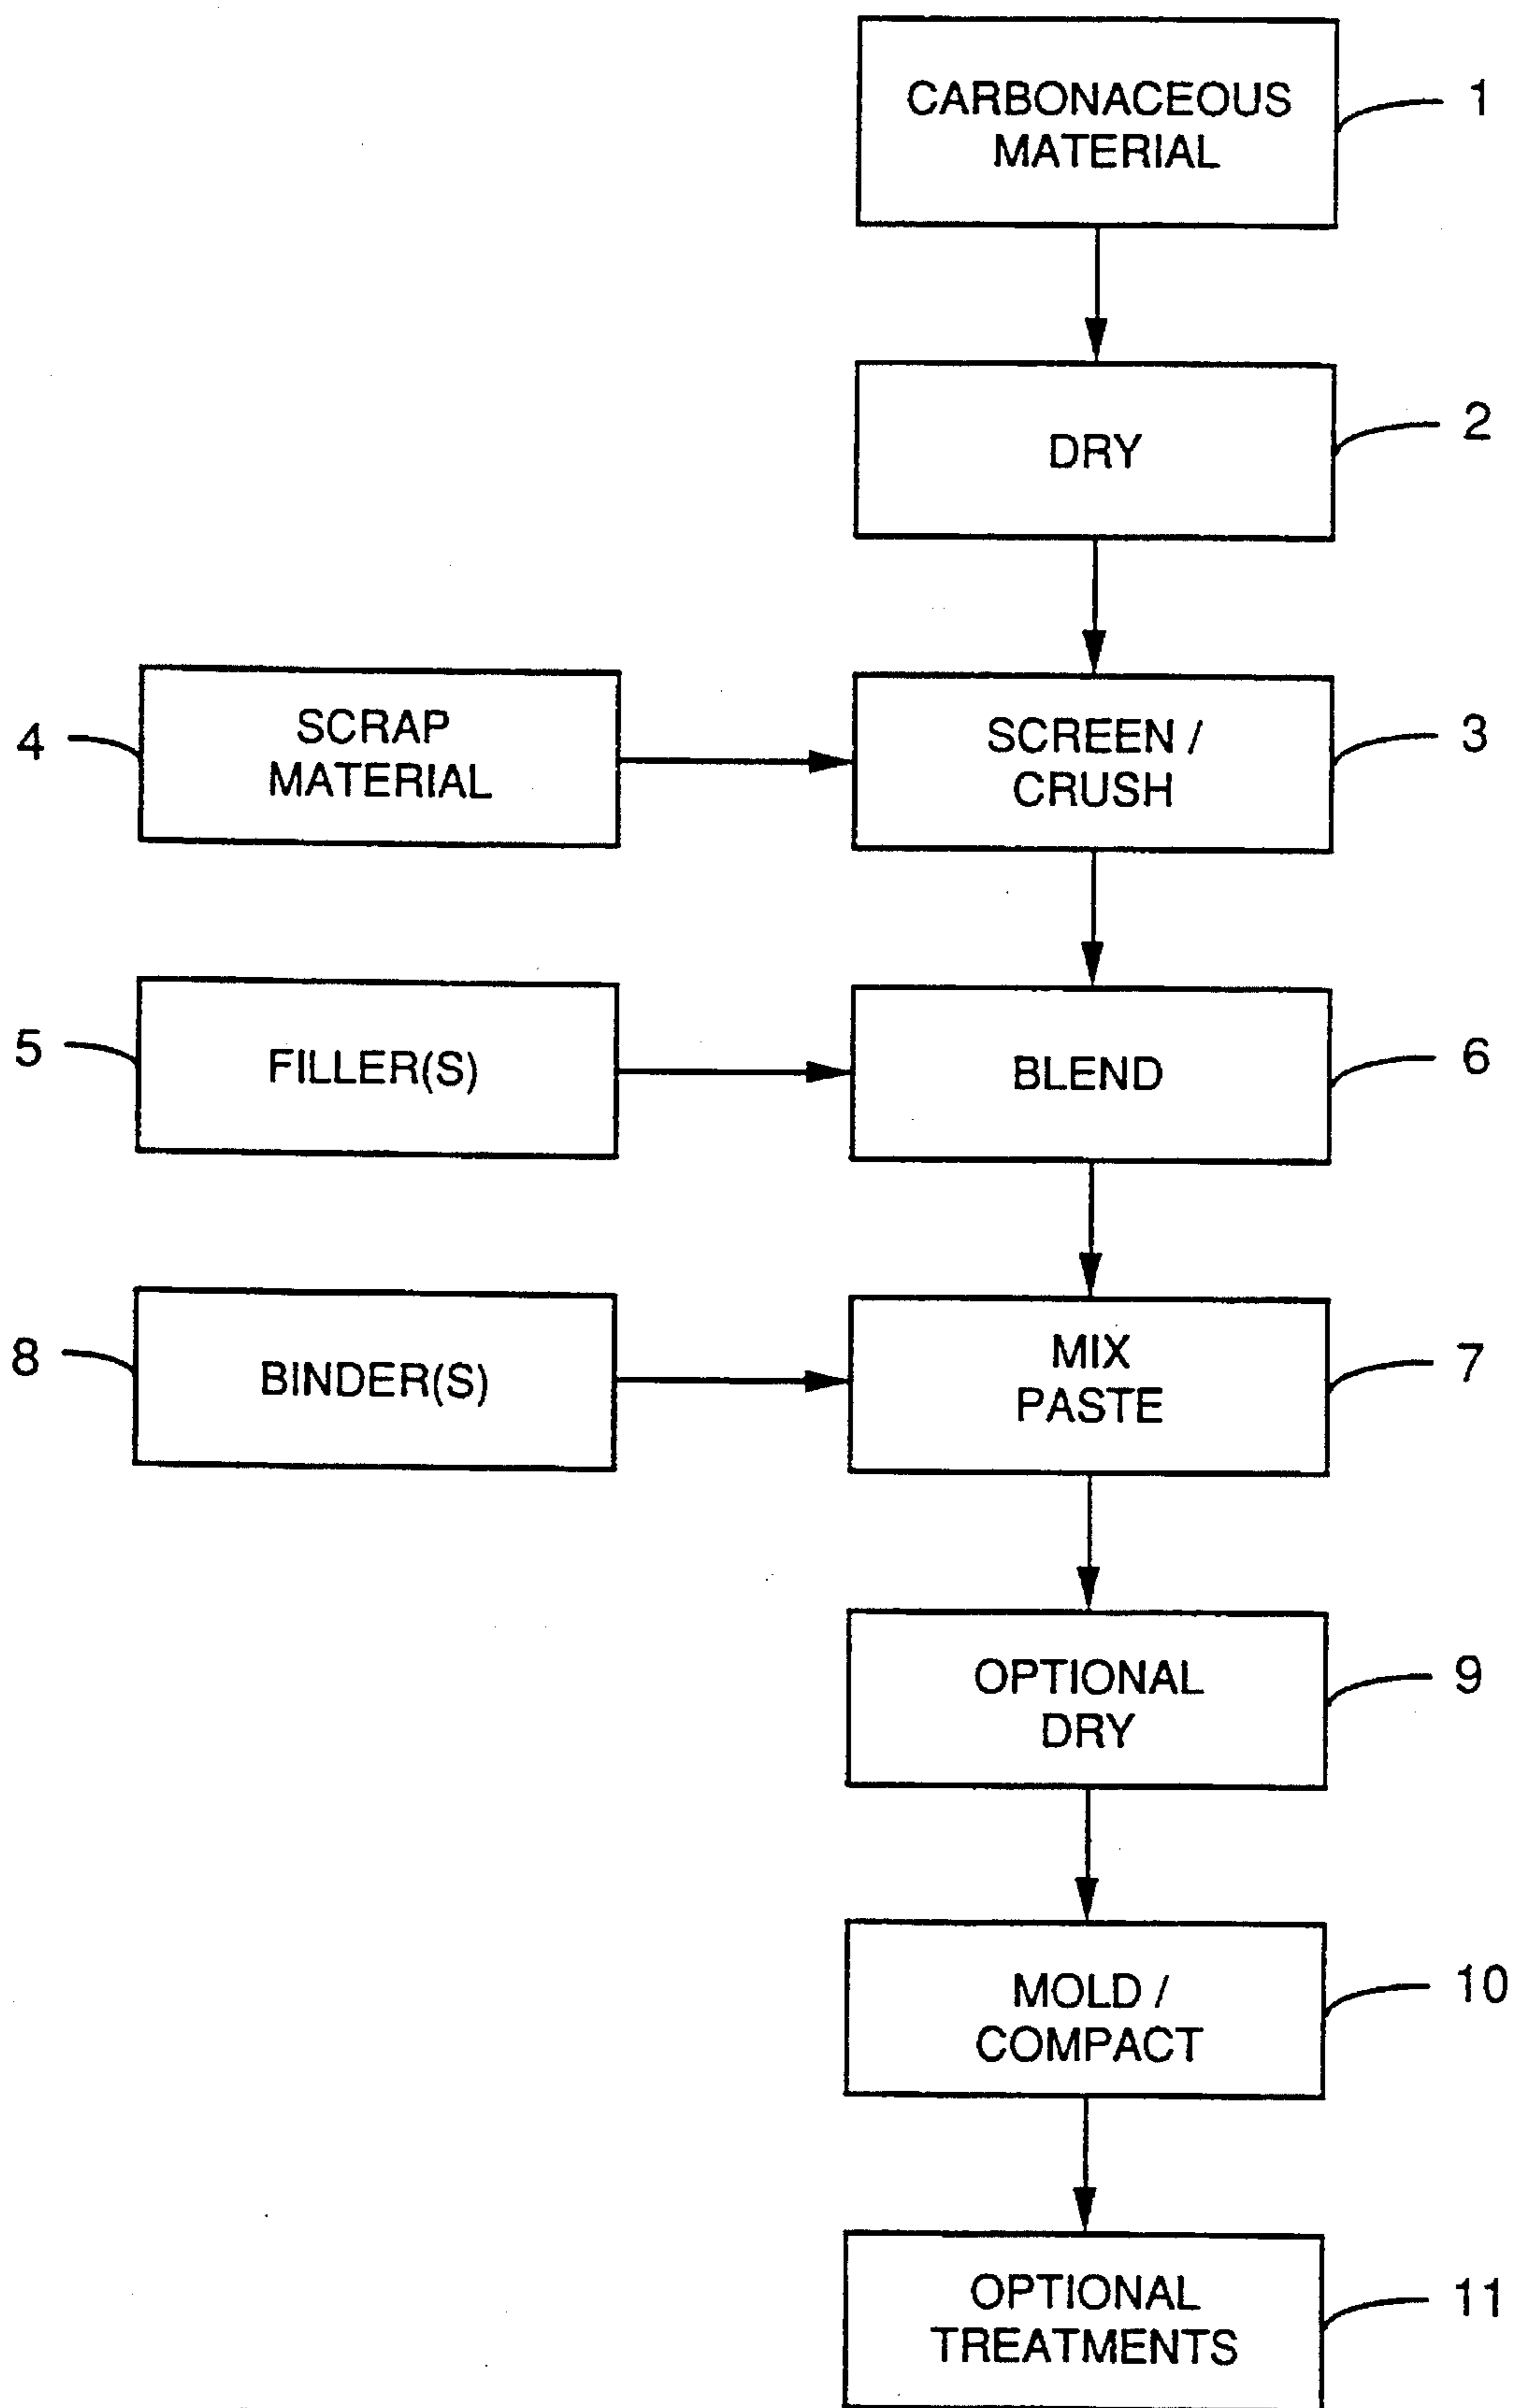 CARBONACEOUS
MATERIAL
1
DRY
2
4
SCRAP
MATERIAL
SCREEN /
CRUSH
3
5
FILLER(S)
BLEND
6
8
BINDER(S)
MIX
PASTE
7
OPTIONAL
DRY
9
MOLD /
COMPACT
10
OPTIONAL
TREATMENTS
11